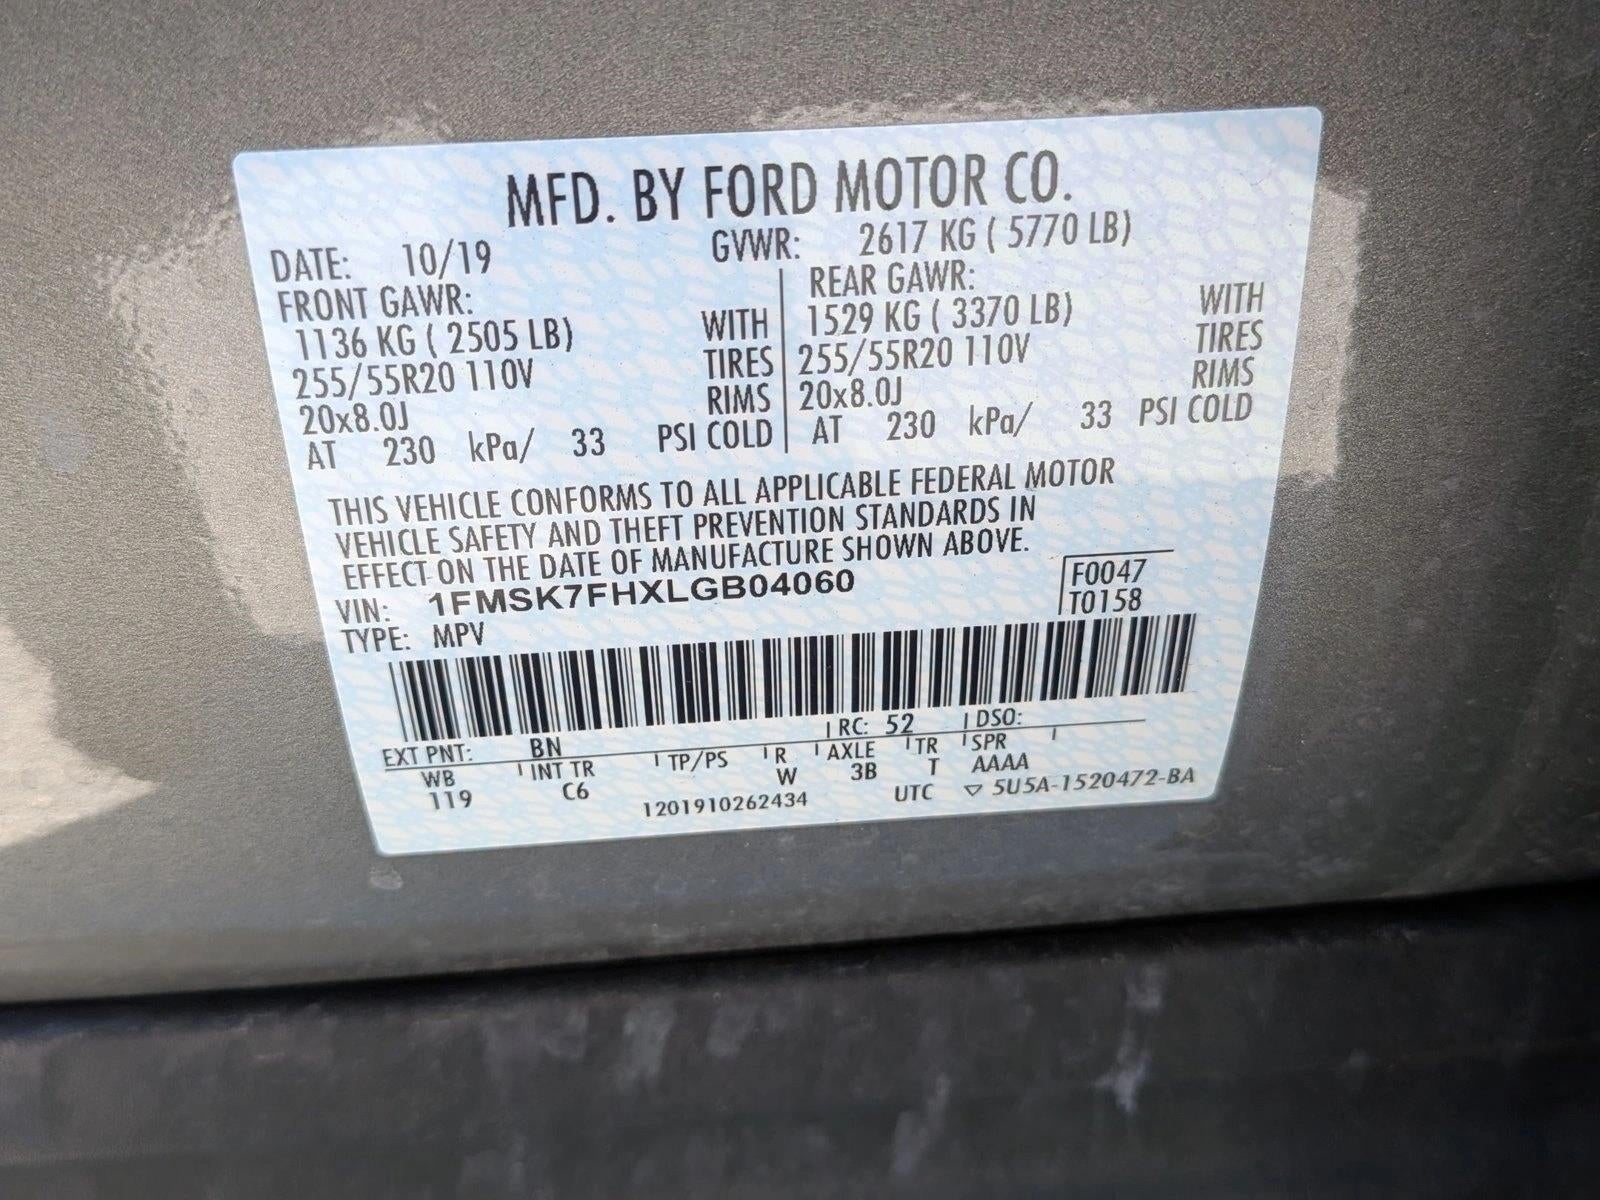 MFD. BY FORD MOTOR CO.
DATE: 10/19 GVWR: 2617 KG ( 5770 LB)
FRONT GAWR: REAR GAWR:
1136 KG ( 2505 LB) WITH 1529 KG ( 3370 LB) WITH
255/55R20 110V TIRES 255/55R20 110V TIRES
20x8.0J RIMS 20x8.0J RIMS
AT 230 kPa/ 33 PSI COLD AT 230 kPa/ 33 PSI COLD
THIS VEHICLE CONFORMS TO ALL APPLICABLE FEDERAL MOTOR
VEHICLE SAFETY AND THEFT PREVENTION STANDARDS IN
EFFECT ON THE DATE OF MANUFACTURE SHOWN ABOVE.
VIN: 1FMSK7FHXLGB04060 F0047
TYPE: MPV T0158
EXT PNT: BN RC: 52 DSO:
WB INT TR TP/PS R AXLE TR SPR
119 C6 W 3B T AAAA
1201910262434 UTC ▽ 5U5A-1520472-BA